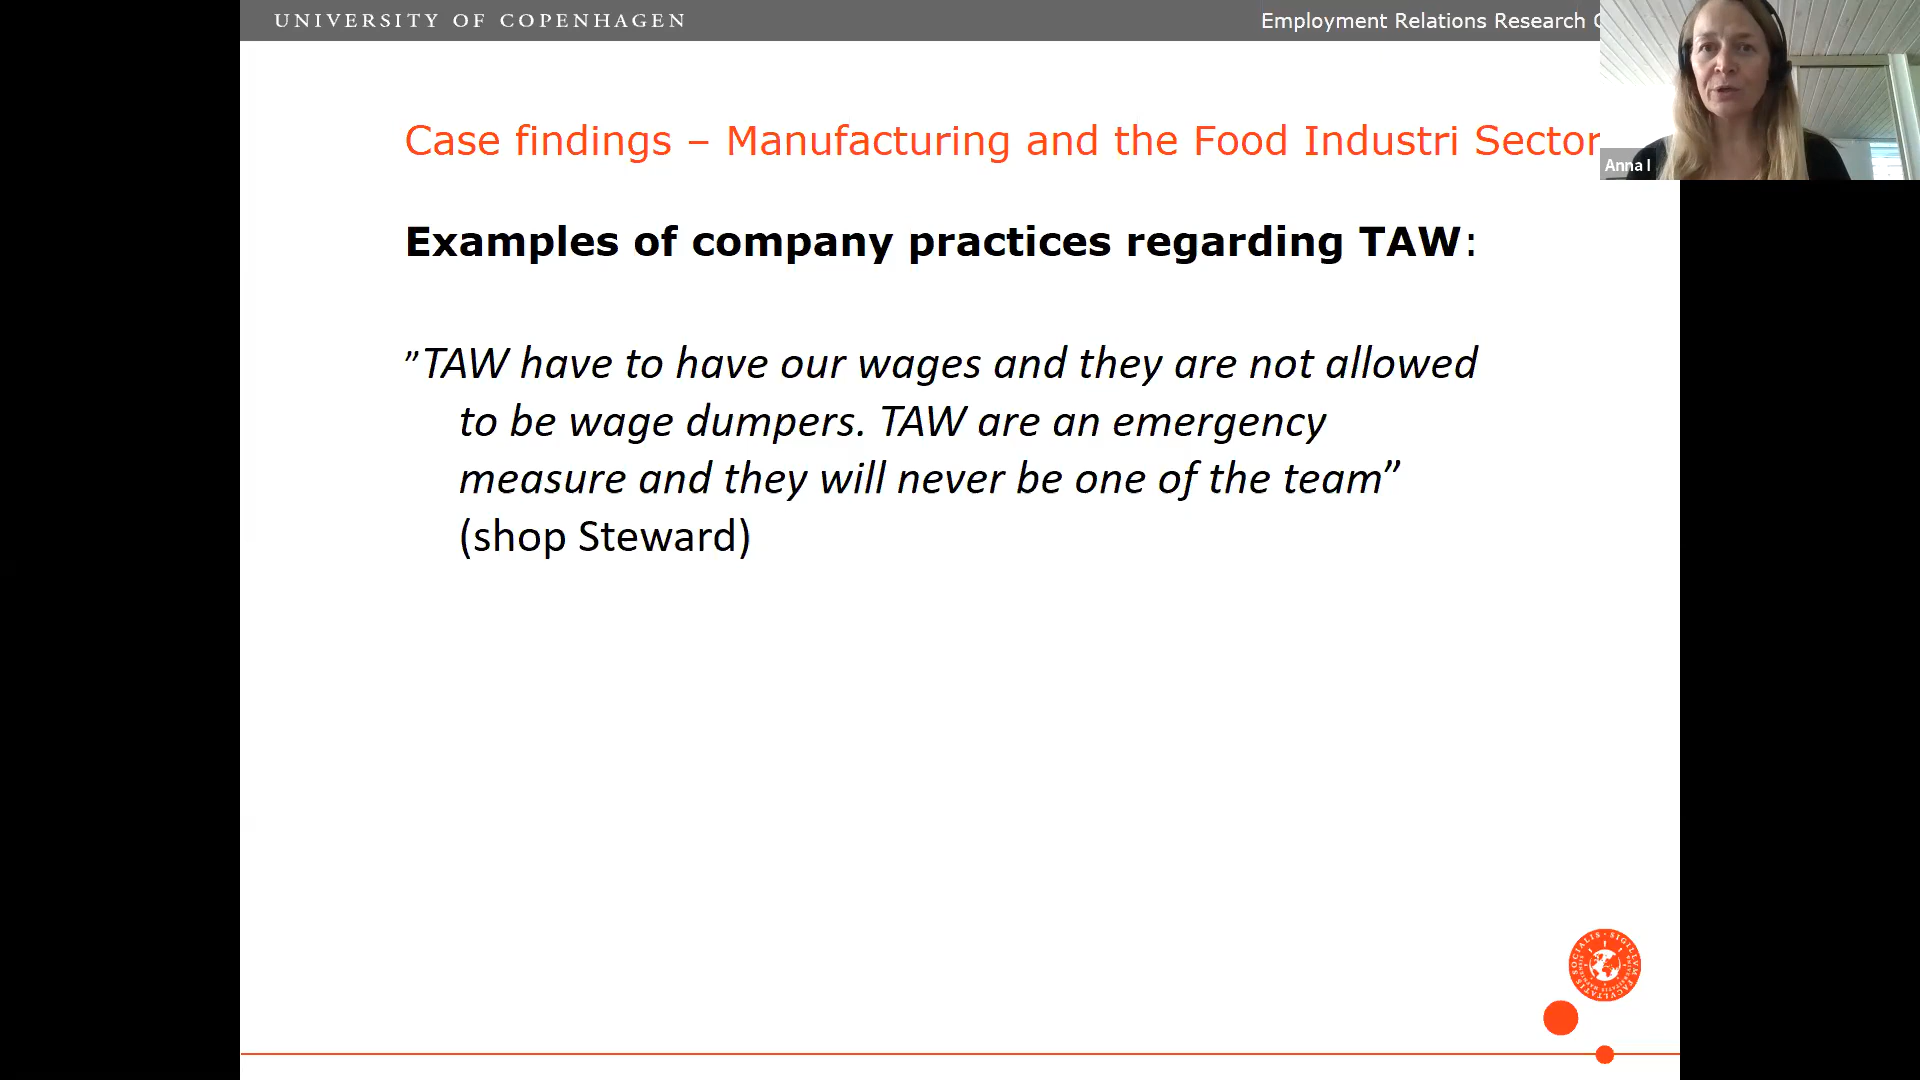 UNIVERSITY OF COPENHAGEN
Employment Relations Research
Anna I
Case findings – Manufacturing and the Food Industri Sector
Examples of company practices regarding TAW:
”TAW have to have our wages and they are not allowed
to be wage dumpers. TAW are an emergency
measure and they will never be one of the team”
(shop Steward)